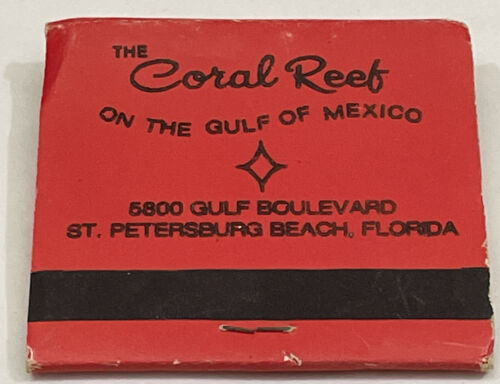 THE
Coral Reef
ON THE GULF OF MEXICO
5800 GULF BOULEVARD
ST. PETERSBURG BEACH, FLORIDA